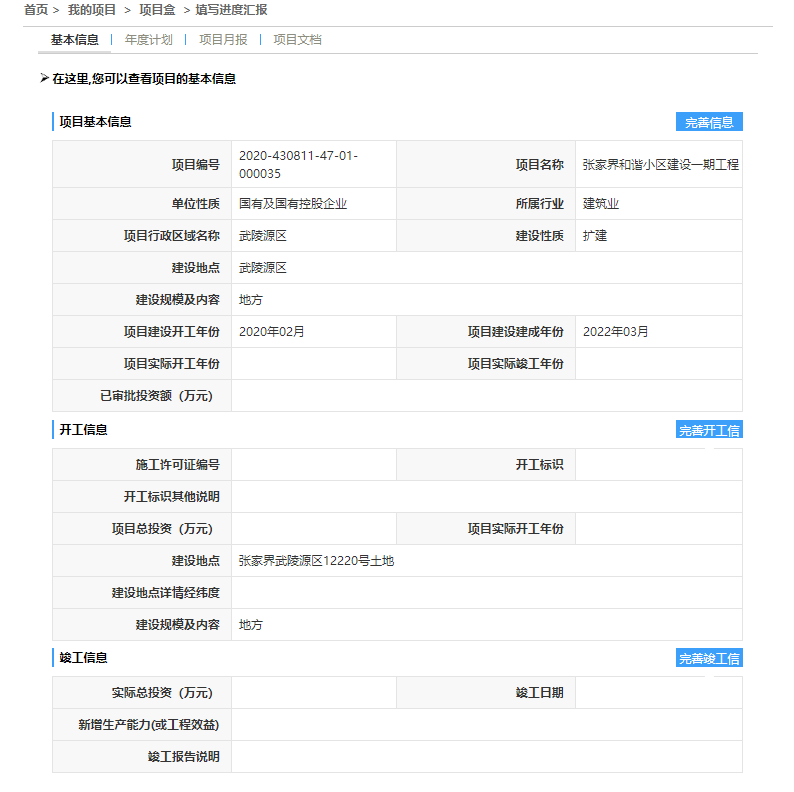 首页 > 我的项目 > 项目盒 > 填写进度汇报
基本信息 | 年度计划 | 项目月报 | 项目文档
➢ 在这里,您可以查看项目的基本信息
项目基本信息 完善信息
项目编号 2020-430811-47-01-000035 项目名称 张家界和谐小区建设一期工程
单位性质 国有及国有控股企业 所属行业 建筑业
项目行政区域名称 武陵源区 建设性质 扩建
建设地点 武陵源区
建设规模及内容 地方
项目建设开工年份 2020年02月 项目建设建成年份 2022年03月
项目实际开工年份 项目实际竣工年份
已审批投资额（万元）
开工信息 完善开工信
施工许可证编号 开工标识
开工标识其他说明
项目总投资（万元） 项目实际开工年份
建设地点 张家界武陵源区12220号土地
建设地点详情经纬度
建设规模及内容 地方
竣工信息 完善竣工信
实际总投资（万元） 竣工日期
新增生产能力(或工程效益)
竣工报告说明